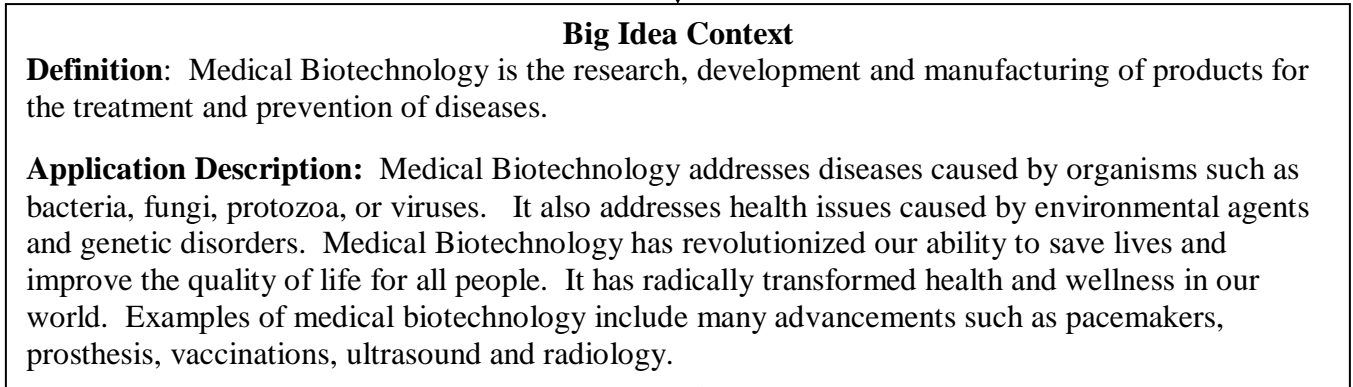 Big Idea Context
Definition:  Medical Biotechnology is the research, development and manufacturing of products for
the treatment and prevention of diseases.
Application Description:  Medical Biotechnology addresses diseases caused by organisms such as
bacteria, fungi, protozoa, or viruses.   It also addresses health issues caused by environmental agents
and genetic disorders.  Medical Biotechnology has revolutionized our ability to save lives and
improve the quality of life for all people.  It has radically transformed health and wellness in our
world.  Examples of medical biotechnology include many advancements such as pacemakers,
prosthesis, vaccinations, ultrasound and radiology.